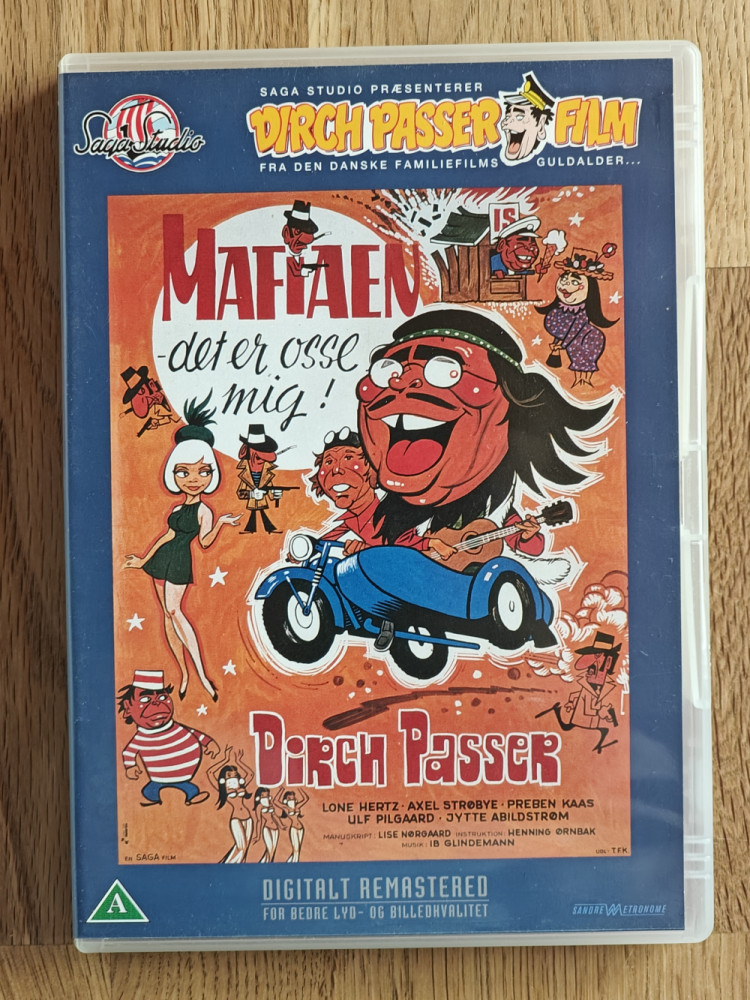 Saga Studio
SAGA STUDIO PRÆSENTERER
DIRCH PASSER FILM
FRA DEN DANSKE FAMILIEFILMS GULDALDER...
IS
MAFIAEN
-det er osse
mig!
DIRCH PASSER
LONE HERTZ · AXEL STRØBYE · PREBEN KAAS
ULF PILGAARD · JYTTE ABILDSTRØM
MANUSKRIPT: LISE NØRGAARD INSTRUKTION: HENNING ØRNBAK
MUSIK: IB GLINDEMANN
EN SAGA FILM
UDL: T.F.K.
DIGITALT REMASTERED
FOR BEDRE LYD- OG BILLEDKVALITET
A
SANDREW METRONOME